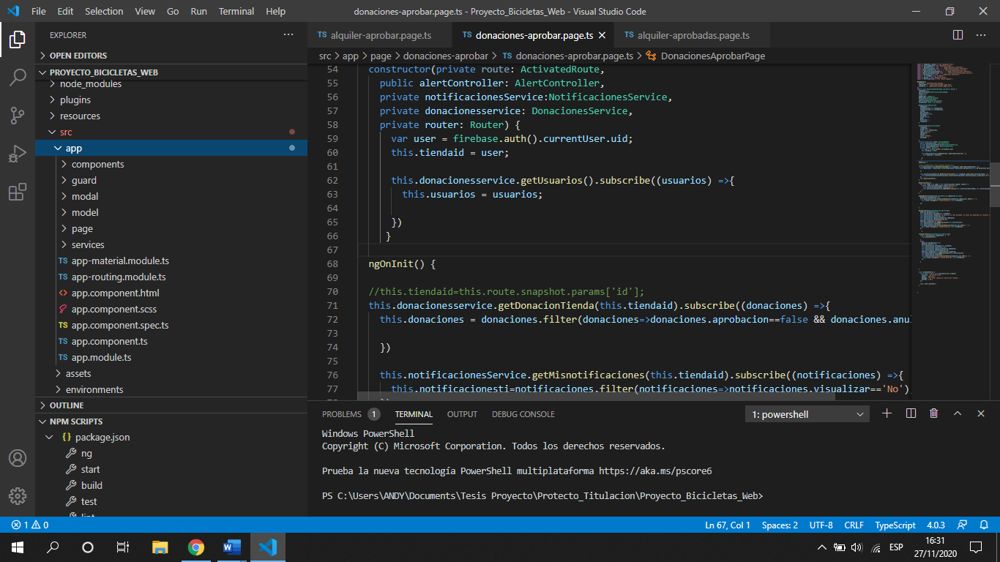 File Edit Selection View Go Run Terminal Help
donaciones-aprobar.page.ts - Proyecto_Bicicletas_Web - Visual Studio Code
EXPLORER
OPEN EDITORS
PROYECTO_BICICLETAS_WEB
node_modules
plugins
resources
src
app
components
guard
modal
model
page
services
TS app-material.module.ts
TS app-routing.module.ts
<> app.component.html
app.component.scss
TS app.component.spec.ts
TS app.component.ts
TS app.module.ts
assets
environments
OUTLINE
NPM SCRIPTS
{} package.json
ng
start
build
test
lint
TS alquiler-aprobar.page.ts
TS donaciones-aprobar.page.ts
TS alquiler-aprobadas.page.ts
src > app > page > donaciones-aprobar > TS donaciones-aprobar.page.ts > DonacionesAprobarPage
54 constructor(private route: ActivatedRoute,
55 public alertController: AlertController,
56 private notificacionesService:NotificacionesService,
57 private donacionesservice: DonacionesService,
58 private router: Router) {
59 var user = firebase.auth().currentUser.uid;
60 this.tiendaid = user;
61
62 this.donacionesservice.getUsuarios().subscribe((usuarios) =>{
63 this.usuarios = usuarios;
64
65 })
66 }
67
68 ngOnInit() {
69
70 //this.tiendaid=this.route.snapshot.params['id'];
71 this.donacionesservice.getDonacionTienda(this.tiendaid).subscribe((donaciones) =>{
72 this.donaciones = donaciones.filter(donaciones=>donaciones.aprobacion==false && donaciones.anul
73
74 })
75
76 this.notificacionesService.getMisnotificaciones(this.tiendaid).subscribe((notificaciones) =>{
77 this.notificacionesti=notificaciones.filter(notificaciones=>notificaciones.visualizar=='No')
PROBLEMS 1 TERMINAL OUTPUT DEBUG CONSOLE
1: powershell
Windows PowerShell
Copyright (C) Microsoft Corporation. Todos los derechos reservados.
Prueba la nueva tecnología PowerShell multiplataforma https://aka.ms/pscore6
PS C:\Users\ANDY\Documents\Tesis Proyecto\Protecto_Titulacion\Proyecto_Bicicletas_Web>
1 0
Ln 67, Col 1 Spaces: 2 UTF-8 CRLF TypeScript 4.0.3
ESP
16:31
27/11/2020